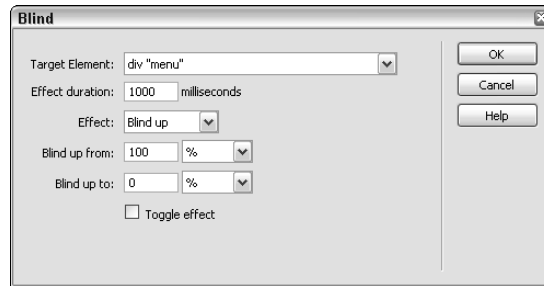 Blind
Target Element: div "menu"
Effect duration: 1000 milliseconds
Effect: Blind up
Blind up from: 100 %
Blind up to: 0 %
Toggle effect
OK
Cancel
Help